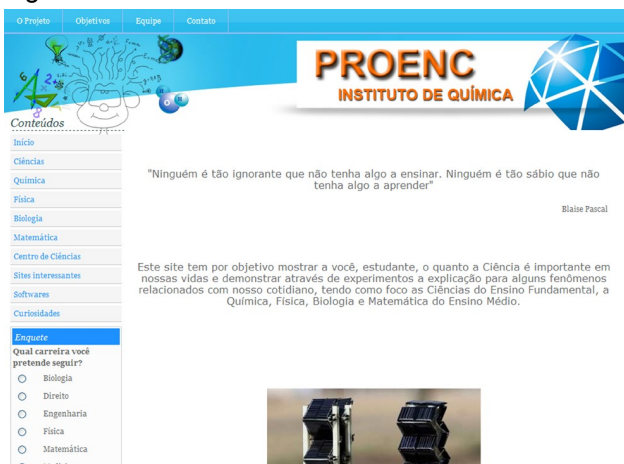 O Projeto
Objetivos
Equipe
Contato
PROENC
INSTITUTO DE QUÍMICA
Conteúdos
Início
Ciências
Química
Física
Biologia
Matemática
Centro de Ciências
Sites interessantes
Softwares
Curiosidades
Enquete
Qual carreira você
pretende seguir?
Biologia
Direito
Engenharia
Física
Matemática
"Ninguém é tão ignorante que não tenha algo a ensinar. Ninguém é tão sábio que não
tenha algo a aprender"
Blaise Pascal
Este site tem por objetivo mostrar a você, estudante, o quanto a Ciência é importante em
nossas vidas e demonstrar através de experimentos a explicação para alguns fenômenos
relacionados com nosso cotidiano, tendo como foco as Ciências do Ensino Fundamental, a
Química, Física, Biologia e Matemática do Ensino Médio.